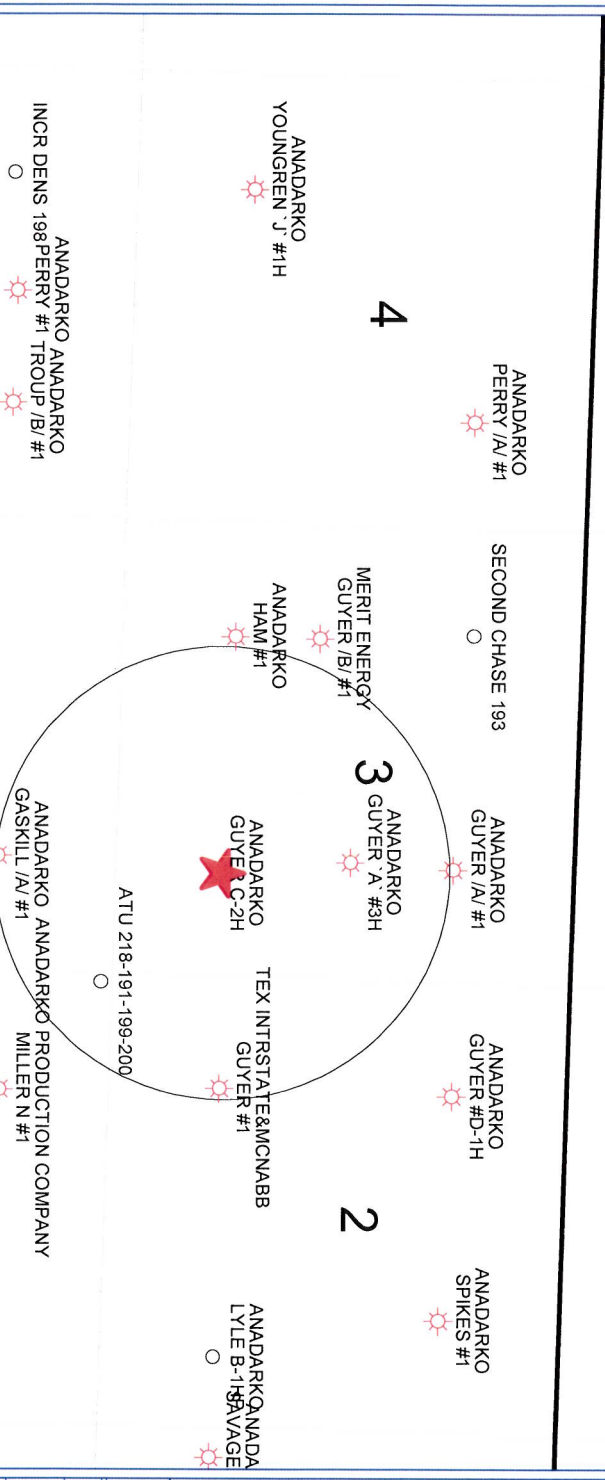 ANADARKO
PERRY /A/ #1
SECOND CHASE 193
ANADARKO
GUYER /A/ #1
ANADARKO
GUYER #D-1H
ANADARKO
SPIKES #1
4
3
2
ANADARKO
YOUNGREN `J` #1H
MERIT ENERGY
GUYER /B/ #1
ANADARKO
GUYER `A` #3H
ANADARKO
HAM #1
ANADARKO
GUYER C-2H
TEX INTRSTATE&MCNABB
GUYER #1
ANADARKO
LYLE B-1H
ANADA
SAVAGE
ATU 218-191-199-200
INCR DENS 198
ANADARKO
PERRY #1
ANADARKO
TROUP /B/ #1
ANADARKO
GASKILL /A/ #1
ANADARKO PRODUCTION COMPANY
MILLER N #1